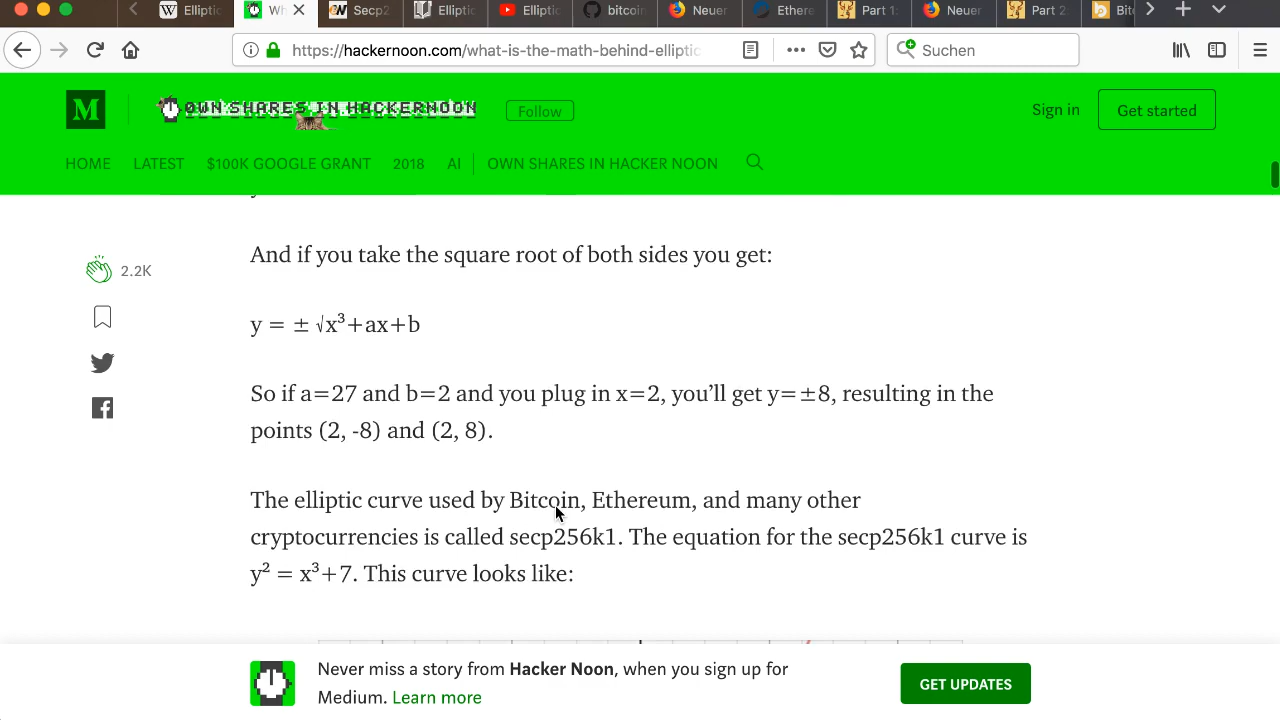 Elliptic
Wh
Secp2
Elliptic
Elliptic
bitcoin
Neuer
Ethere
Part 1:
Neuer
Part 2:
Bit
https://hackernoon.com/what-is-the-math-behind-elliptic
Suchen
M
OWN SHARES IN HACKERNOON
Follow
Sign in
Get started
HOME LATEST $100K GOOGLE GRANT 2018 AI OWN SHARES IN HACKER NOON
And if you take the square root of both sides you get:
2.2K
y = ± √x³+ax+b
So if a=27 and b=2 and you plug in x=2, you’ll get y=±8, resulting in the
points (2, -8) and (2, 8).
The elliptic curve used by Bitcoin, Ethereum, and many other
cryptocurrencies is called secp256k1. The equation for the secp256k1 curve is
y² = x³+7. This curve looks like:
Never miss a story from Hacker Noon, when you sign up for
Medium. Learn more
GET UPDATES